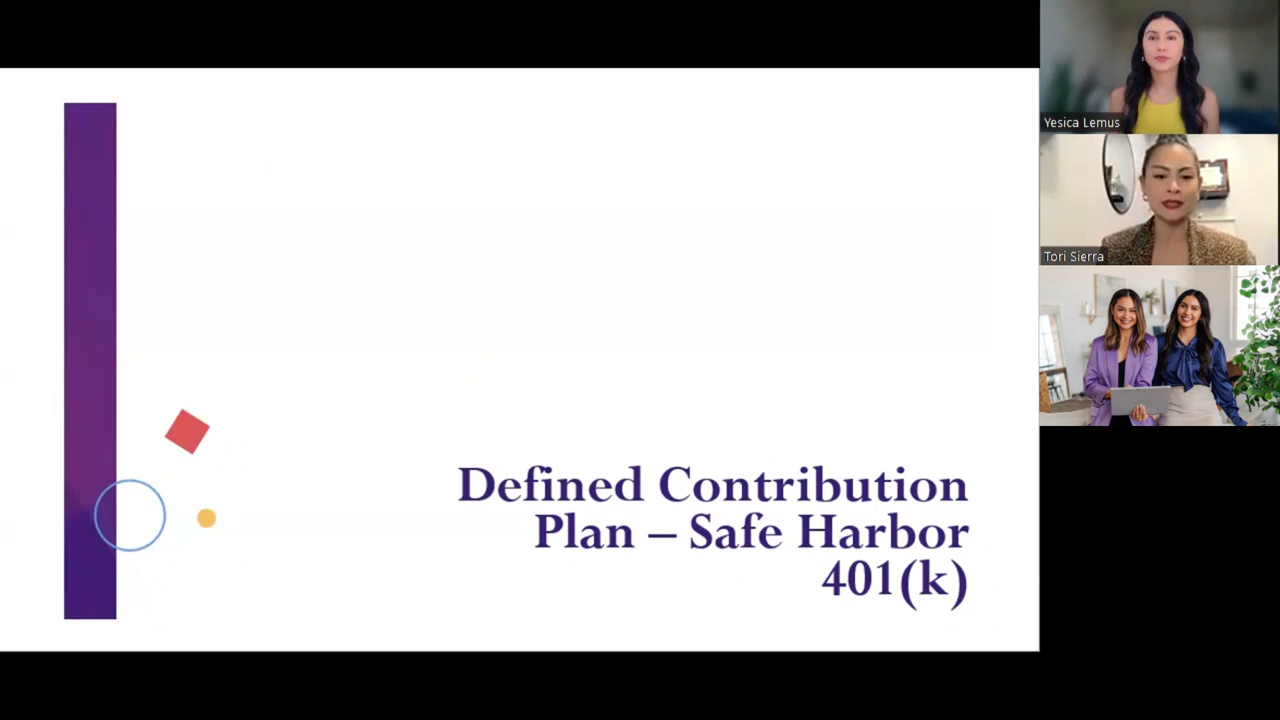 Defined Contribution
Plan – Safe Harbor
401(k)
Yesica Lemus
Tori Sierra